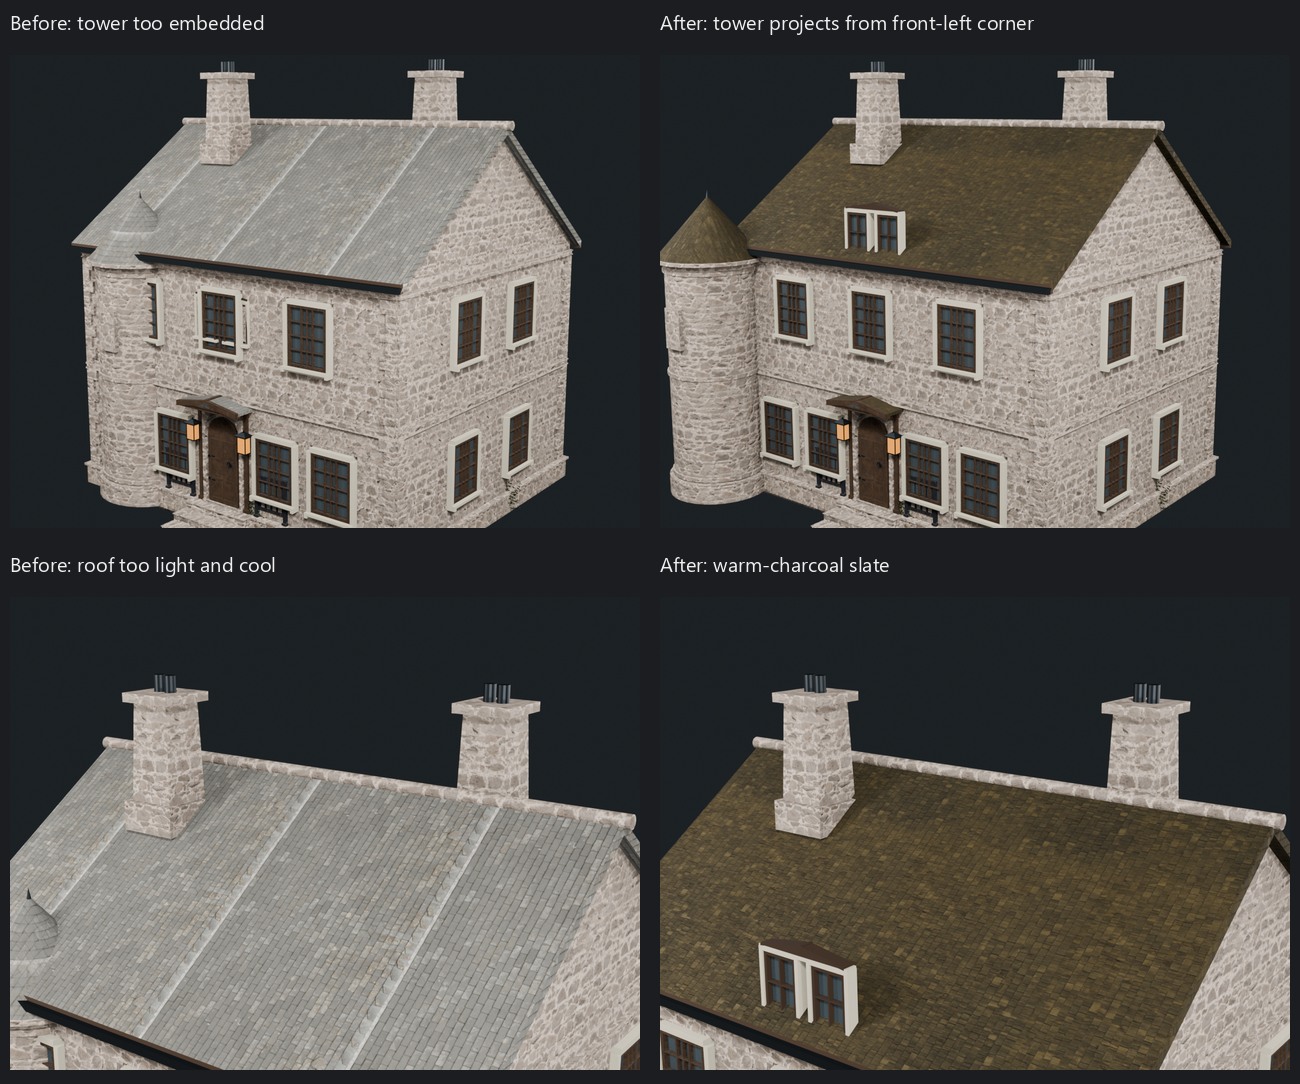 Before: tower too embedded
After: tower projects from front-left corner
Before: roof too light and cool
After: warm-charcoal slate